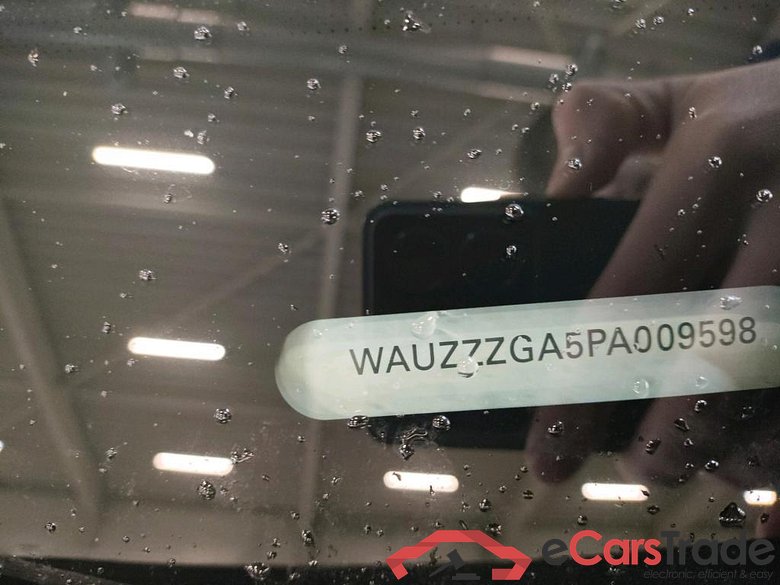 WAUZZZGA5PA009598
eCarsTrade
electronic, efficient & easy